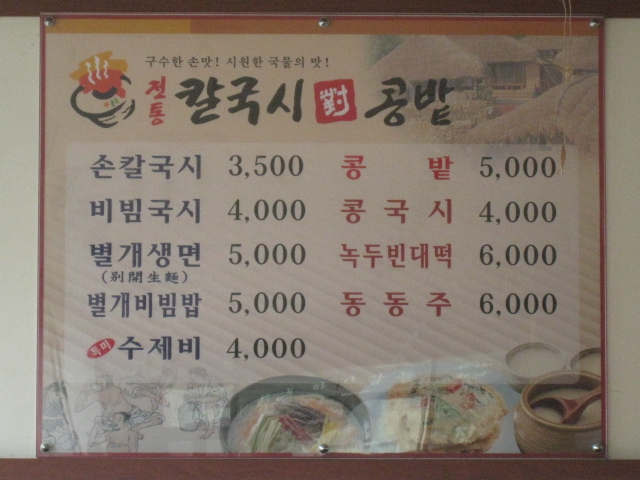 구수한 손맛! 시원한 국물의 맛!
전통 칼국시 對 콩밭
손칼국시 3,500 콩밭 5,000
비빔국시 4,000 콩국시 4,000
별개생면 5,000 녹두빈대떡 6,000
(別開生麵)
별개비빔밥 5,000 동동주 6,000
특미 수제비 4,000